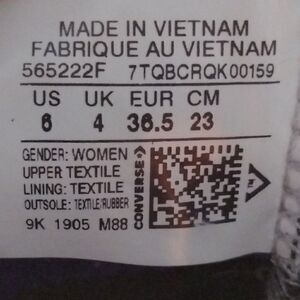 MADE IN VIETNAM
FABRIQUE AU VIETNAM
565222F 7TQBCRQK00159
US UK EUR CM
6 4 36.5 23
GENDER: WOMEN
UPPER TEXTILE
LINING: TEXTILE
OUTSOLE: TEXTILE/RUBBER
9K 1905 M88
CONVERSE